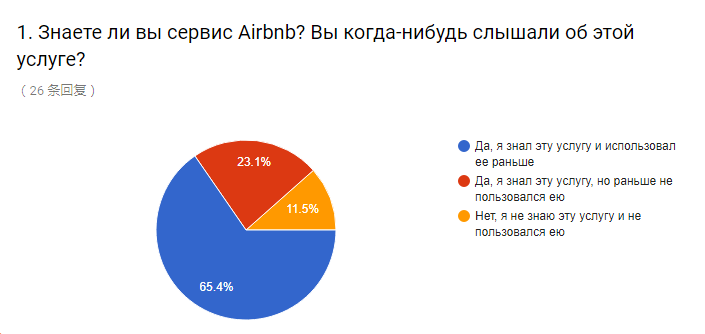 1. Знаете ли вы сервис Airbnb? Вы когда-нибудь слышали об этой
услуге?
（26 条回复）
23.1%
11.5%
65.4%
Да, я знал эту услугу и использовал
ее раньше
Да, я знал эту услугу, но раньше не
пользовался ею
Нет, я не знаю эту услугу и не
пользовался ею